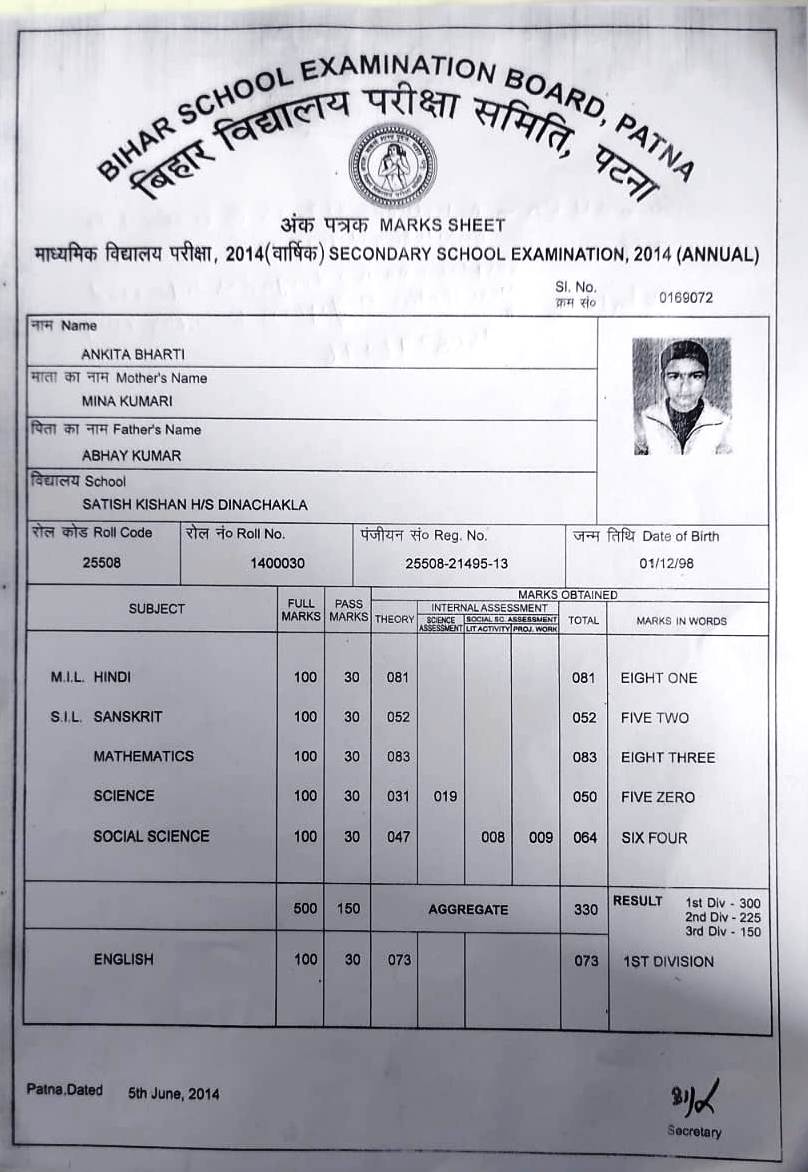 BIHAR SCHOOL EXAMINATION BOARD, PATNA
बिहार विद्यालय परीक्षा समिति, पटना
अंक पत्रक MARKS SHEET
माध्यमिक विद्यालय परीक्षा, 2014(वार्षिक) SECONDARY SCHOOL EXAMINATION, 2014 (ANNUAL)
Sl. No.
क्रम सं० 0169072
नाम Name
ANKITA BHARTI
माता का नाम Mother's Name
MINA KUMARI
पिता का नाम Father's Name
ABHAY KUMAR
विद्यालय School
SATISH KISHAN H/S DINACHAKLA
रोल कोड Roll Code रोल नं० Roll No. पंजीयन सं० Reg. No. जन्म तिथि Date of Birth
25508 1400030 25508-21495-13 01/12/98
SUBJECT FULL MARKS PASS MARKS MARKS OBTAINED
THEORY INTERNAL ASSESSMENT TOTAL MARKS IN WORDS
SCIENCE ASSESSMENT SOCIAL SC. ASSESSMENT
LIT ACTIVITY PROJ. WORK
M.I.L. HINDI 100 30 081 081 EIGHT ONE
S.I.L. SANSKRIT 100 30 052 052 FIVE TWO
MATHEMATICS 100 30 083 083 EIGHT THREE
SCIENCE 100 30 031 019 050 FIVE ZERO
SOCIAL SCIENCE 100 30 047 008 009 064 SIX FOUR
500 150 AGGREGATE 330 RESULT 1st Div - 300
2nd Div - 225
3rd Div - 150
ENGLISH 100 30 073 073 1ST DIVISION
Patna,Dated 5th June, 2014
Secretary